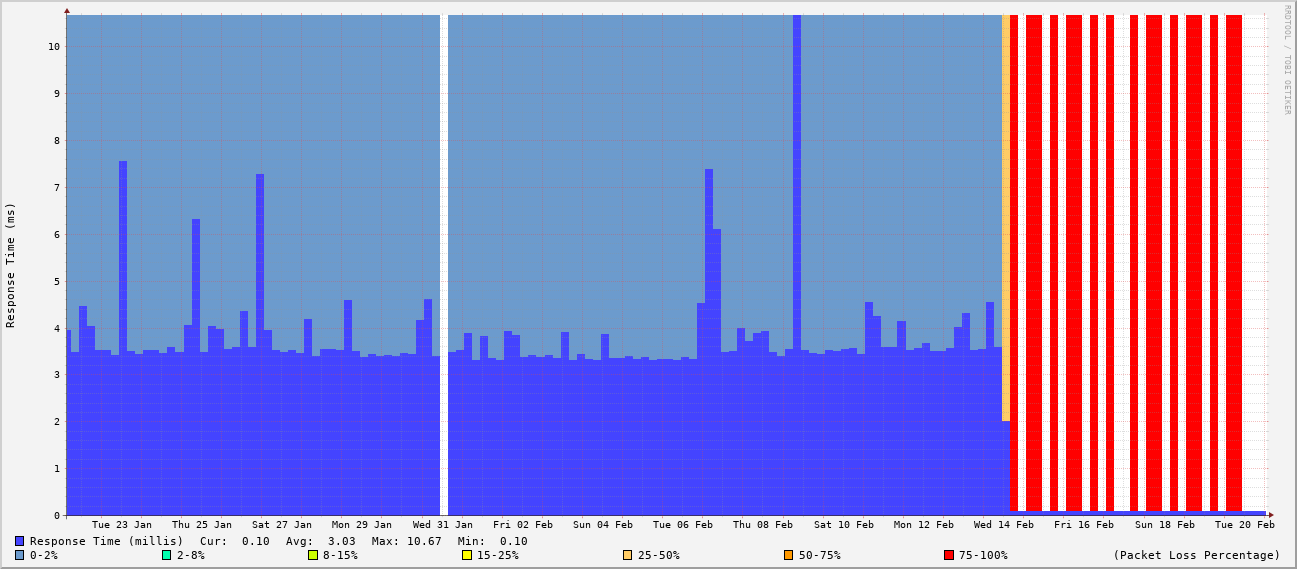 RRDTOOL / TOBI OETIKER
Response Time (ms)
10
9
8
7
6
5
4
3
2
1
0
Tue 23 Jan Thu 25 Jan Sat 27 Jan Mon 29 Jan Wed 31 Jan Fri 02 Feb Sun 04 Feb Tue 06 Feb Thu 08 Feb Sat 10 Feb Mon 12 Feb Wed 14 Feb Fri 16 Feb Sun 18 Feb Tue 20 Feb
Response Time (millis) Cur: 0.10 Avg: 3.03 Max: 10.67 Min: 0.10
0-2% 2-8% 8-15% 15-25% 25-50% 50-75% 75-100% (Packet Loss Percentage)